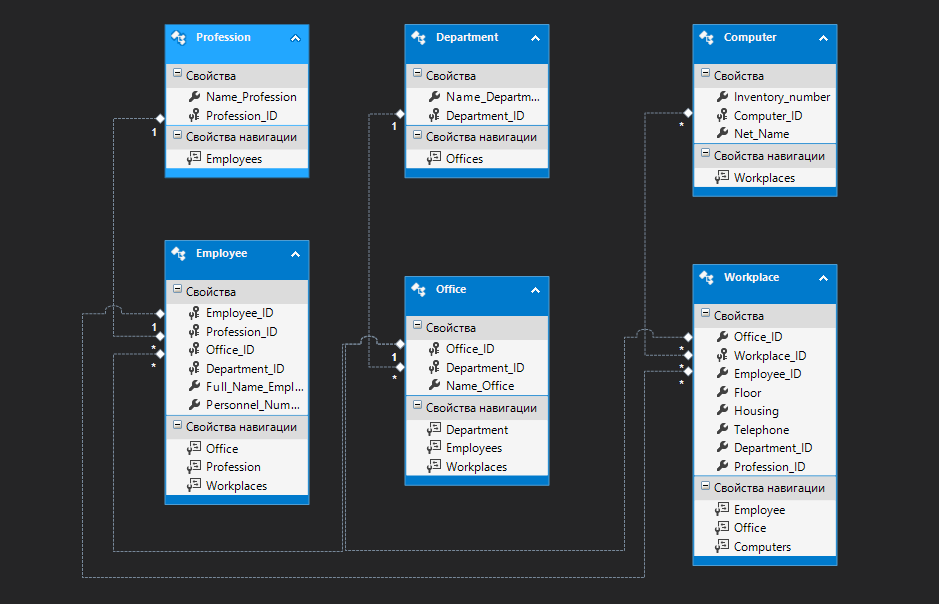 Profession
Свойства
Name_Profession
Profession_ID
Свойства навигации
Employees
Department
Свойства
Name_Departm...
Department_ID
Свойства навигации
Offices
Computer
Свойства
Inventory_number
Computer_ID
Net_Name
Свойства навигации
Workplaces
1
1
*
Employee
Свойства
Employee_ID
Profession_ID
Office_ID
Department_ID
Full_Name_Empl...
Personnel_Num...
Свойства навигации
Office
Profession
Workplaces
1
*
*
Office
Свойства
Office_ID
Department_ID
Name_Office
Свойства навигации
Department
Employees
Workplaces
1
*
Workplace
Свойства
Office_ID
Workplace_ID
Employee_ID
Floor
Housing
Telephone
Department_ID
Profession_ID
Свойства навигации
Employee
Office
Computers
*
*
*